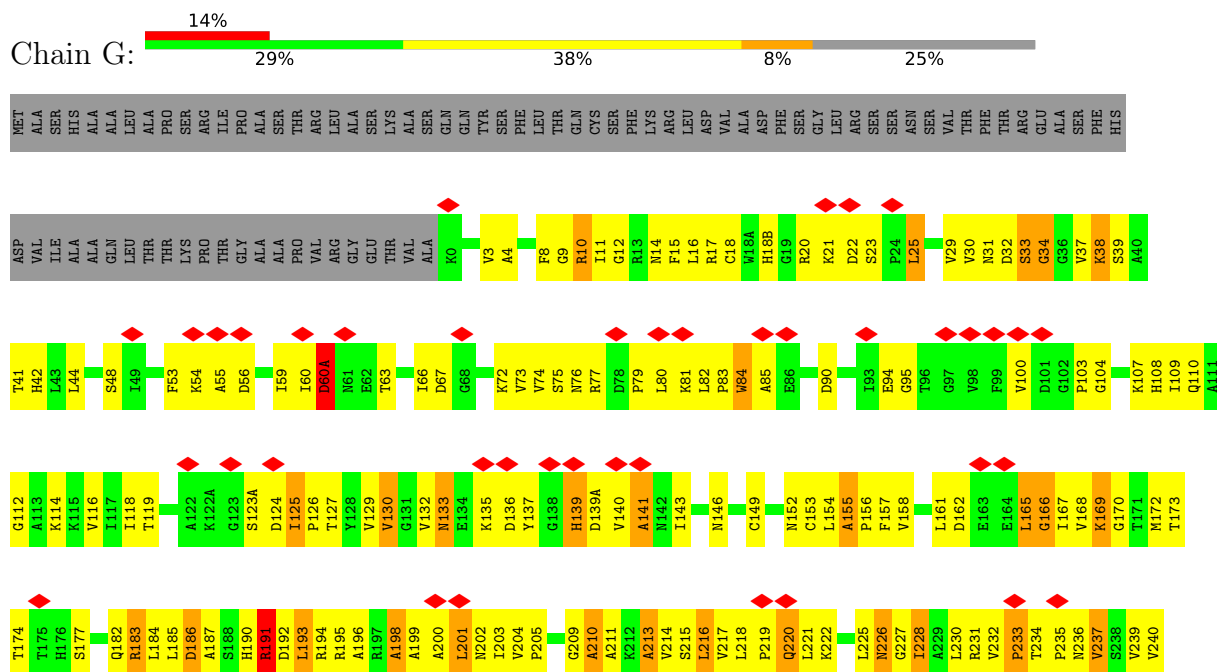 14%
Chain G:
29% 38% 8% 25%
MET ALA SER HIS ALA ALA LEU ALA PRO SER ARG ILE PRO ALA SER THR ARG LEU ALA SER LYS ALA SER GLN GLN TYR SER PHE LEU THR GLN CYS SER PHE LYS ARG LEU ASP VAL ALA ASP PHE SER GLY LEU ARG SER SER ASN SER VAL THR PHE THR ARG GLU ALA SER PHE HIS
ASP VAL ILE ALA ALA GLN LEU THR THR LYS PRO THR GLY ALA ALA PRO VAL ARG GLY GLU THR VAL ALA K0 V3 A4 F8 G9 R10 I11 G12 R13 N14 F15 L16 R17 C18 W18A H18B G19 R20 K21 D22 S23 P24 L25 V29 V30 N31 D32 S33 G34 G36 V37 K38 S39 A40
T41 H42 L43 L44 S48 I49 F53 K54 A55 D56 I59 I60 D60A N61 E62 T63 I66 D67 G68 K72 V73 V74 S75 N76 R77 D78 P79 L80 K81 L82 P83 W84 A85 E86 D90 I93 E94 G95 T96 G97 V98 F99 V100 D101 G102 P103 G104 K107 H108 I109 Q110 A111
G112 A113 K114 K115 V116 I117 I118 T119 A122 K122A G123 S123A D124 I125 P126 T127 Y128 V129 V130 G131 V132 N133 E134 K135 D136 Y137 G138 H139 D139A V140 A141 N142 I143 N146 C149 N152 C153 L154 A155 P156 F157 V158 L161 D162 E163 E164 L165 G166 I167 V168 K169 G170 T171 M172 T173
T174 T175 H176 S177 Q182 R183 L184 L185 D186 A187 S188 H190 R191 D192 L193 R194 R195 A196 R197 A198 A199 A200 L201 N202 I203 V204 P205 G209 A210 A211 K212 A213 V214 S215 L216 V217 L218 P219 Q220 L221 K222 L225 N226 G227 I228 A229 L230 R231 V232 P233 T234 P235 N236 V237 S238 V239 V240